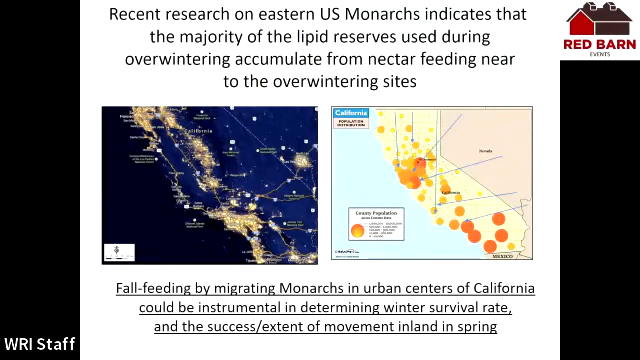 Recent research on eastern US Monarchs indicates that
the majority of the lipid reserves used during
overwintering accumulate from nectar feeding near
to the overwintering sites
RED BARN
EVENTS
California
California
POPULATION
DISTRIBUTION
Nevada
California
County Population
MEXICO
Fall-feeding by migrating Monarchs in urban centers of California
could be instrumental in determining winter survival rate,
and the success/extent of movement inland in spring
WRI Staff